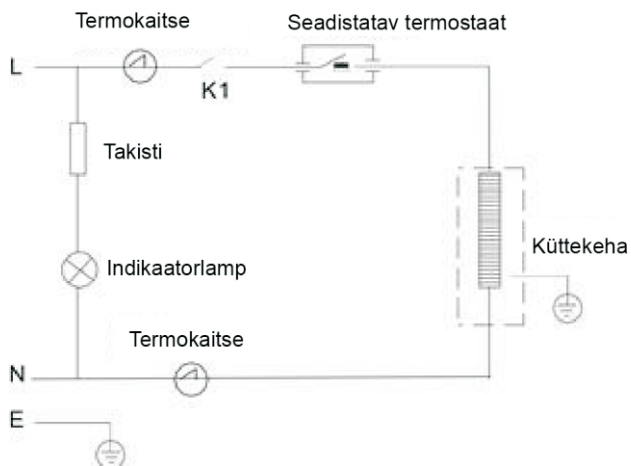 Termokaitse
Seadistatav termostaat
L
K1
Takisti
Küttekeha
Indikaatorlamp
Termokaitse
N
E